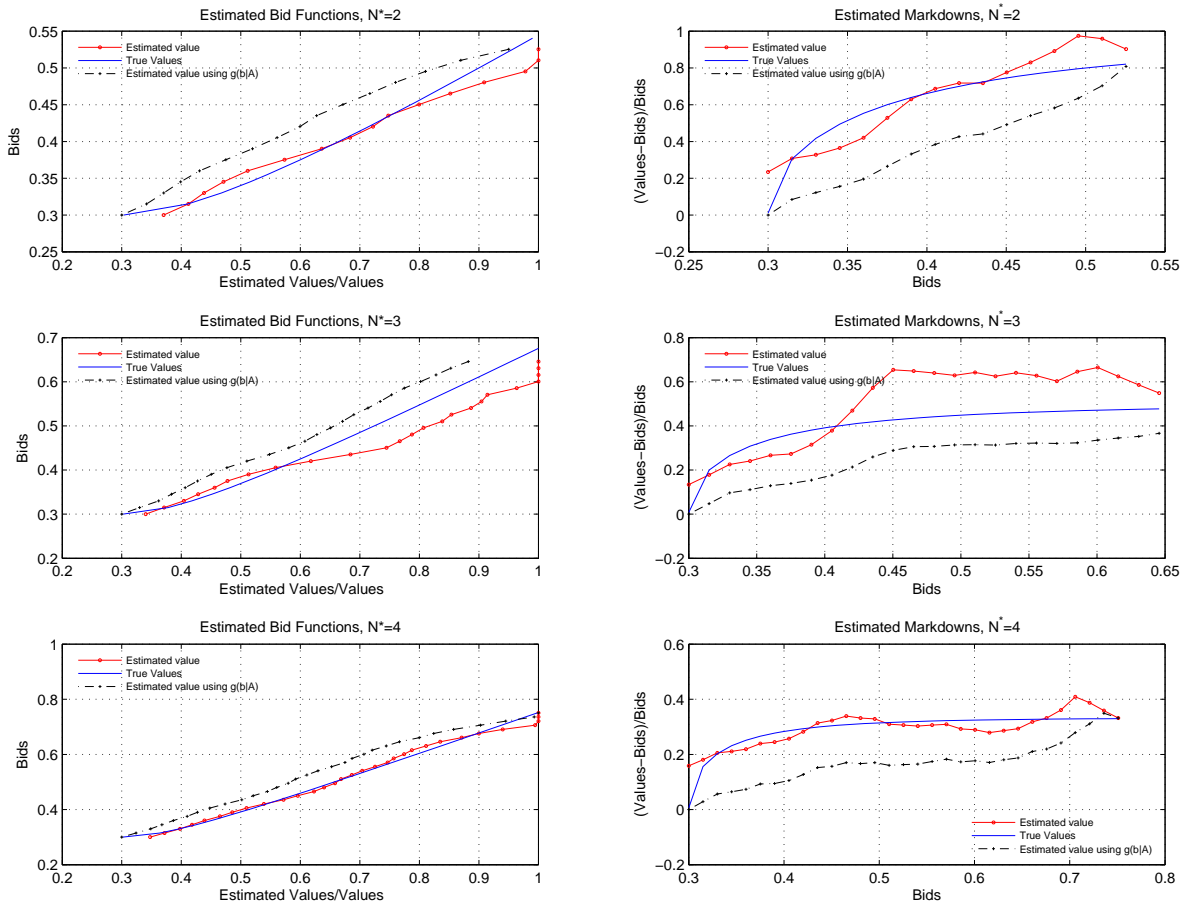 Estimated Bid Functions, N*=2
0.55
0.5
0.45
0.4
0.35
0.3
0.25
Bids
Estimated value
True Values
Estimated value using g(b|A)
0.2 0.3 0.4 0.5 0.6 0.7 0.8 0.9 1
Estimated Values/Values
Estimated Markdowns, N*=2
1
0.8
0.6
0.4
0.2
0
−0.2
(Values−Bids)/Bids
Estimated value
True Values
Estimated value using g(b|A)
0.25 0.3 0.35 0.4 0.45 0.5 0.55
Bids
Estimated Bid Functions, N*=3
0.7
0.6
0.5
0.4
0.3
0.2
Bids
Estimated value
True Values
Estimated value using g(b|A)
0.2 0.3 0.4 0.5 0.6 0.7 0.8 0.9 1
Estimated Values/Values
Estimated Markdowns, N*=3
0.8
0.6
0.4
0.2
0
−0.2
(Values−Bids)/Bids
Estimated value
True Values
Estimated value using g(b|A)
0.3 0.35 0.4 0.45 0.5 0.55 0.6 0.65
Bids
Estimated Bid Functions, N*=4
1
0.8
0.6
0.4
0.2
Bids
Estimated value
True Values
Estimated value using g(b|A)
0.2 0.3 0.4 0.5 0.6 0.7 0.8 0.9 1
Estimated Values/Values
Estimated Markdowns, N*=4
0.6
0.4
0.2
0
−0.2
(Values−Bids)/Bids
Estimated value
True Values
Estimated value using g(b|A)
0.3 0.4 0.5 0.6 0.7 0.8
Bids